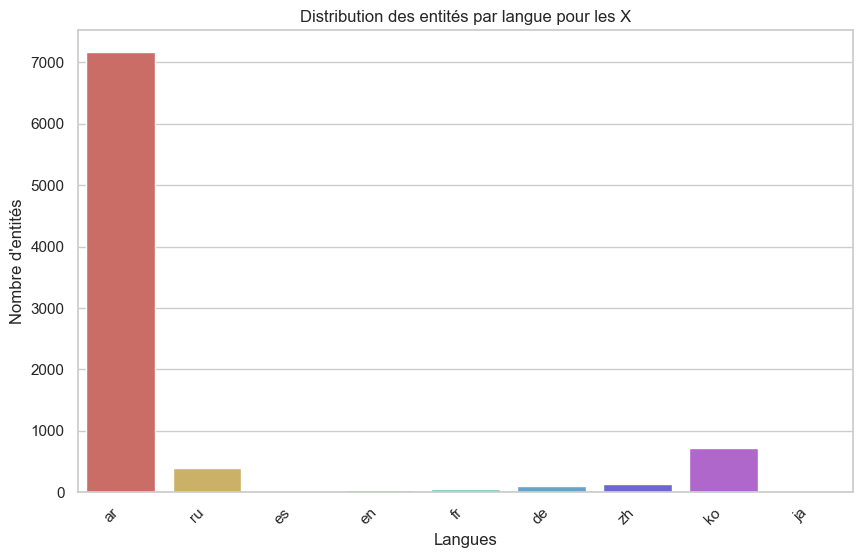 Distribution des entités par langue pour les X
Nombre d'entités
7000
6000
5000
4000
3000
2000
1000
0
ar
ru
es
en
fr
de
zh
ko
ja
Langues